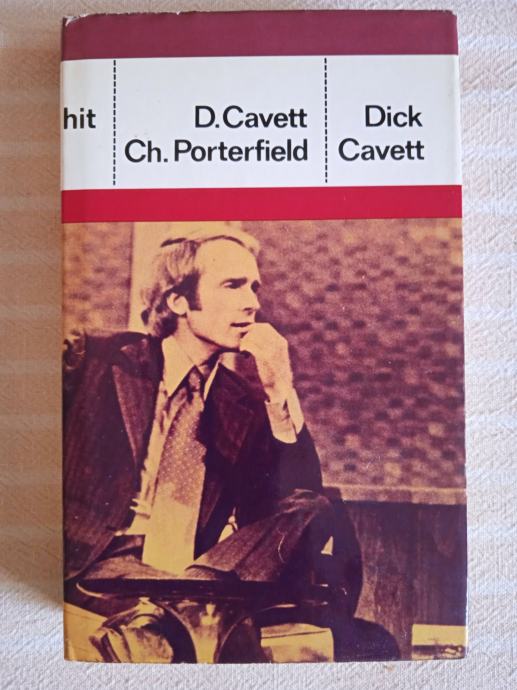 hit
D. Cavett
Ch. Porterfield
Dick
Cavett